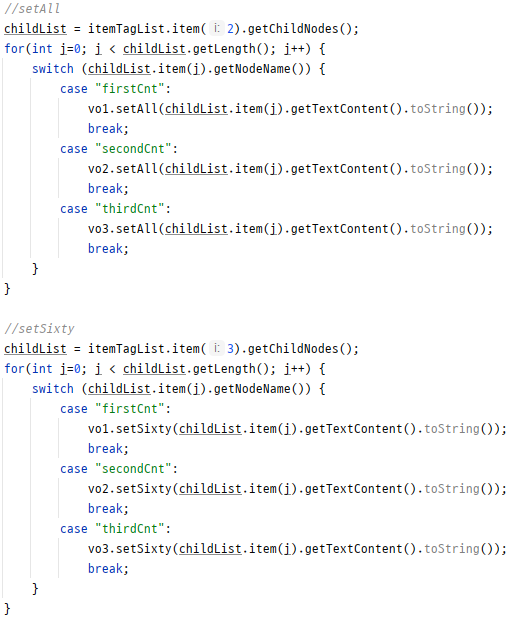 //setAll
childList = itemTagList.item( i: 2).getChildNodes();
for(int j=0; j < childList.getLength(); j++) {
    switch (childList.item(j).getNodeName()) {
        case "firstCnt":
            vo1.setAll(childList.item(j).getTextContent().toString());
            break;
        case "secondCnt":
            vo2.setAll(childList.item(j).getTextContent().toString());
            break;
        case "thirdCnt":
            vo3.setAll(childList.item(j).getTextContent().toString());
            break;
    }
}

//setSixty
childList = itemTagList.item( i: 3).getChildNodes();
for(int j=0; j < childList.getLength(); j++) {
    switch (childList.item(j).getNodeName()) {
        case "firstCnt":
            vo1.setSixty(childList.item(j).getTextContent().toString());
            break;
        case "secondCnt":
            vo2.setSixty(childList.item(j).getTextContent().toString());
            break;
        case "thirdCnt":
            vo3.setSixty(childList.item(j).getTextContent().toString());
            break;
    }
}